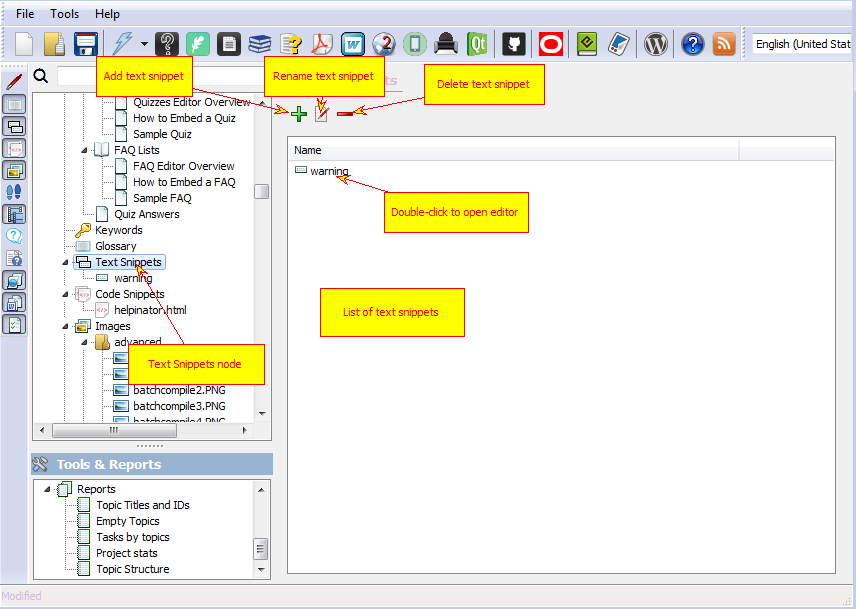 File Tools Help
English (United Stat
Add text snippet
Rename text snippet
Delete text snippet
ts
Quizzes Editor Overview
How to Embed a Quiz
Sample Quiz
FAQ Lists
FAQ Editor Overview
How to Embed a FAQ
Sample FAQ
Quiz Answers
Keywords
Glossary
Text Snippets
warning
Code Snippets
helpinator.html
Images
advanced
Text Snippets node
batchcompile2.PNG
batchcompile3.PNG
batchcompile4.PNG
Name
warning
Double-click to open editor
List of text snippets
Tools & Reports
Reports
Topic Titles and IDs
Empty Topics
Tasks by topics
Project stats
Topic Structure
Modified